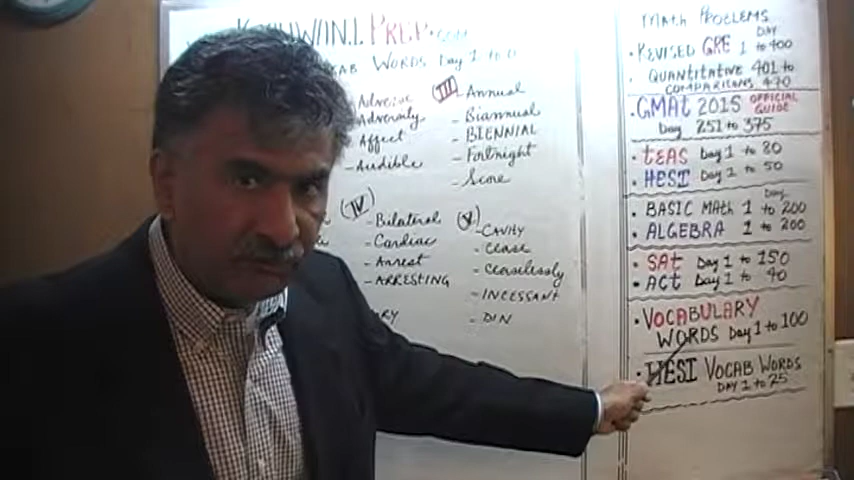 PREP.com
VOCAB WORDS Day 1 to
Adverse
Adversity
Affect
- Audible
III
- Annual
- Biannual
- BIENNIAL
- Fortnight
- Score
IV
- Bilateral
- Cardiac
- Arrest
- ARRESTING
V
- CAVITY
- CEASE
- CEASELESSLY
- INCESSANT
- DIN
MATH PROBLEMS
DAY
• REVISED GRE 1 to 400
• QUANTITATIVE 401 to
COMPARISONS 470
• GMAT 2015 OFFICIAL GUIDE
Day 251 to 375
• TEAS Day 1 to 80
• HESI Day 1 to 50
Day
• BASIC MATH 1 to 200
• ALGEBRA 1 to 200
• SAT Day 1 to 150
• ACT Day 1 to 40
• VOCABULARY
WORDS Day 1 to 100
• HESI VOCAB WORDS
DAY 1 to 25